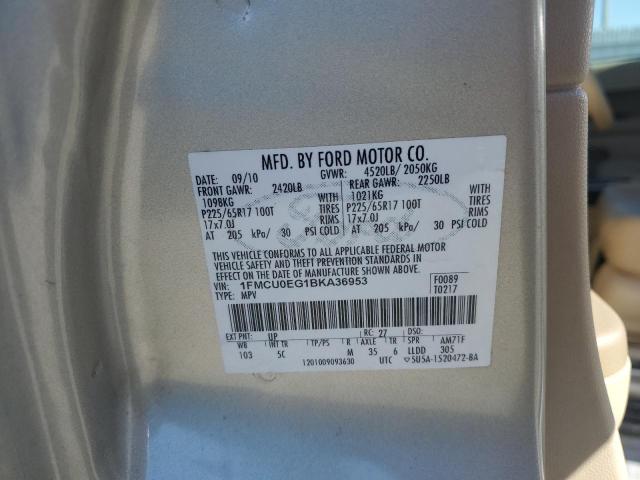 MFD. BY FORD MOTOR CO.
DATE: 09/10 GVWR: 4520LB/ 2050KG
FRONT GAWR: 2420LB REAR GAWR: 2250LB
1098KG WITH 1021KG WITH
P225/65R17 100T TIRES P225/65R17 100T TIRES
17x7.0J RIMS 17x7.0J RIMS
AT 205 kPa/ 30 PSI COLD AT 205 kPa/ 30 PSI COLD
THIS VEHICLE CONFORMS TO ALL APPLICABLE FEDERAL MOTOR
VEHICLE SAFETY AND THEFT PREVENTION STANDARDS IN
EFFECT ON THE DATE OF MANUFACTURE SHOWN ABOVE.
VIN: 1FMCU0EG1BKA36953 F0089
TYPE: MPV T0217
EXT PNT: UP RC: 27 DSO:
WB INT TR TP/PS R AXLE TR SPR AM71F
103 5C M 35 6 LLDD 305
1201009093630 UTC 5U5A-1520472-BA